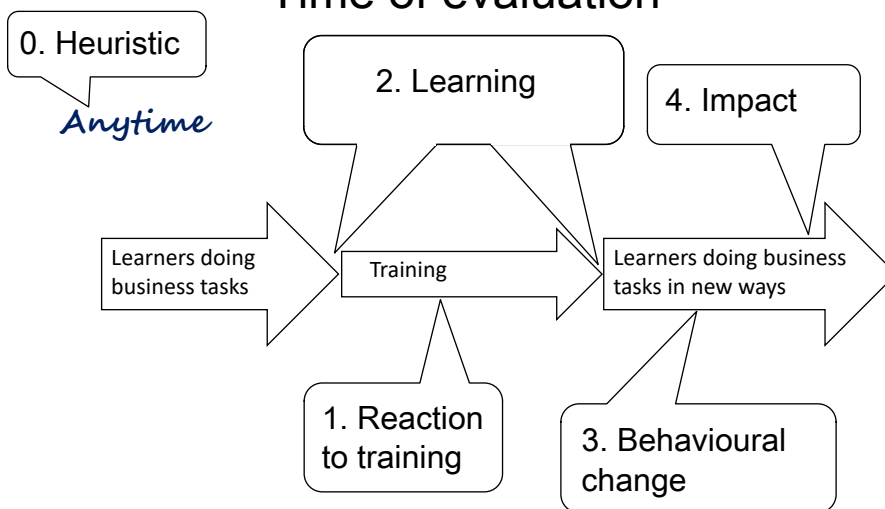 Time of evaluation
0. Heuristic
Anytime
2. Learning
4. Impact
Learners doing
business tasks
Training
Learners doing business
tasks in new ways
1. Reaction
to training
3. Behavioural
change